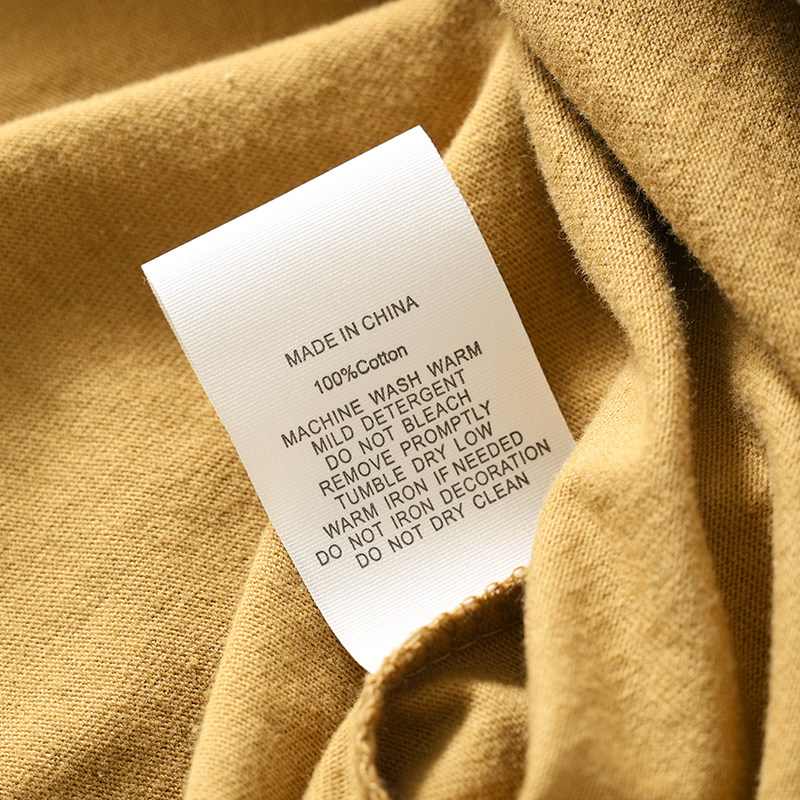 MADE IN CHINA
100%Cotton
MACHINE WASH WARM
MILD DETERGENT
DO NOT BLEACH
REMOVE PROMPTLY
TUMBLE DRY LOW
WARM IRON IF NEEDED
DO NOT IRON DECORATION
DO NOT DRY CLEAN